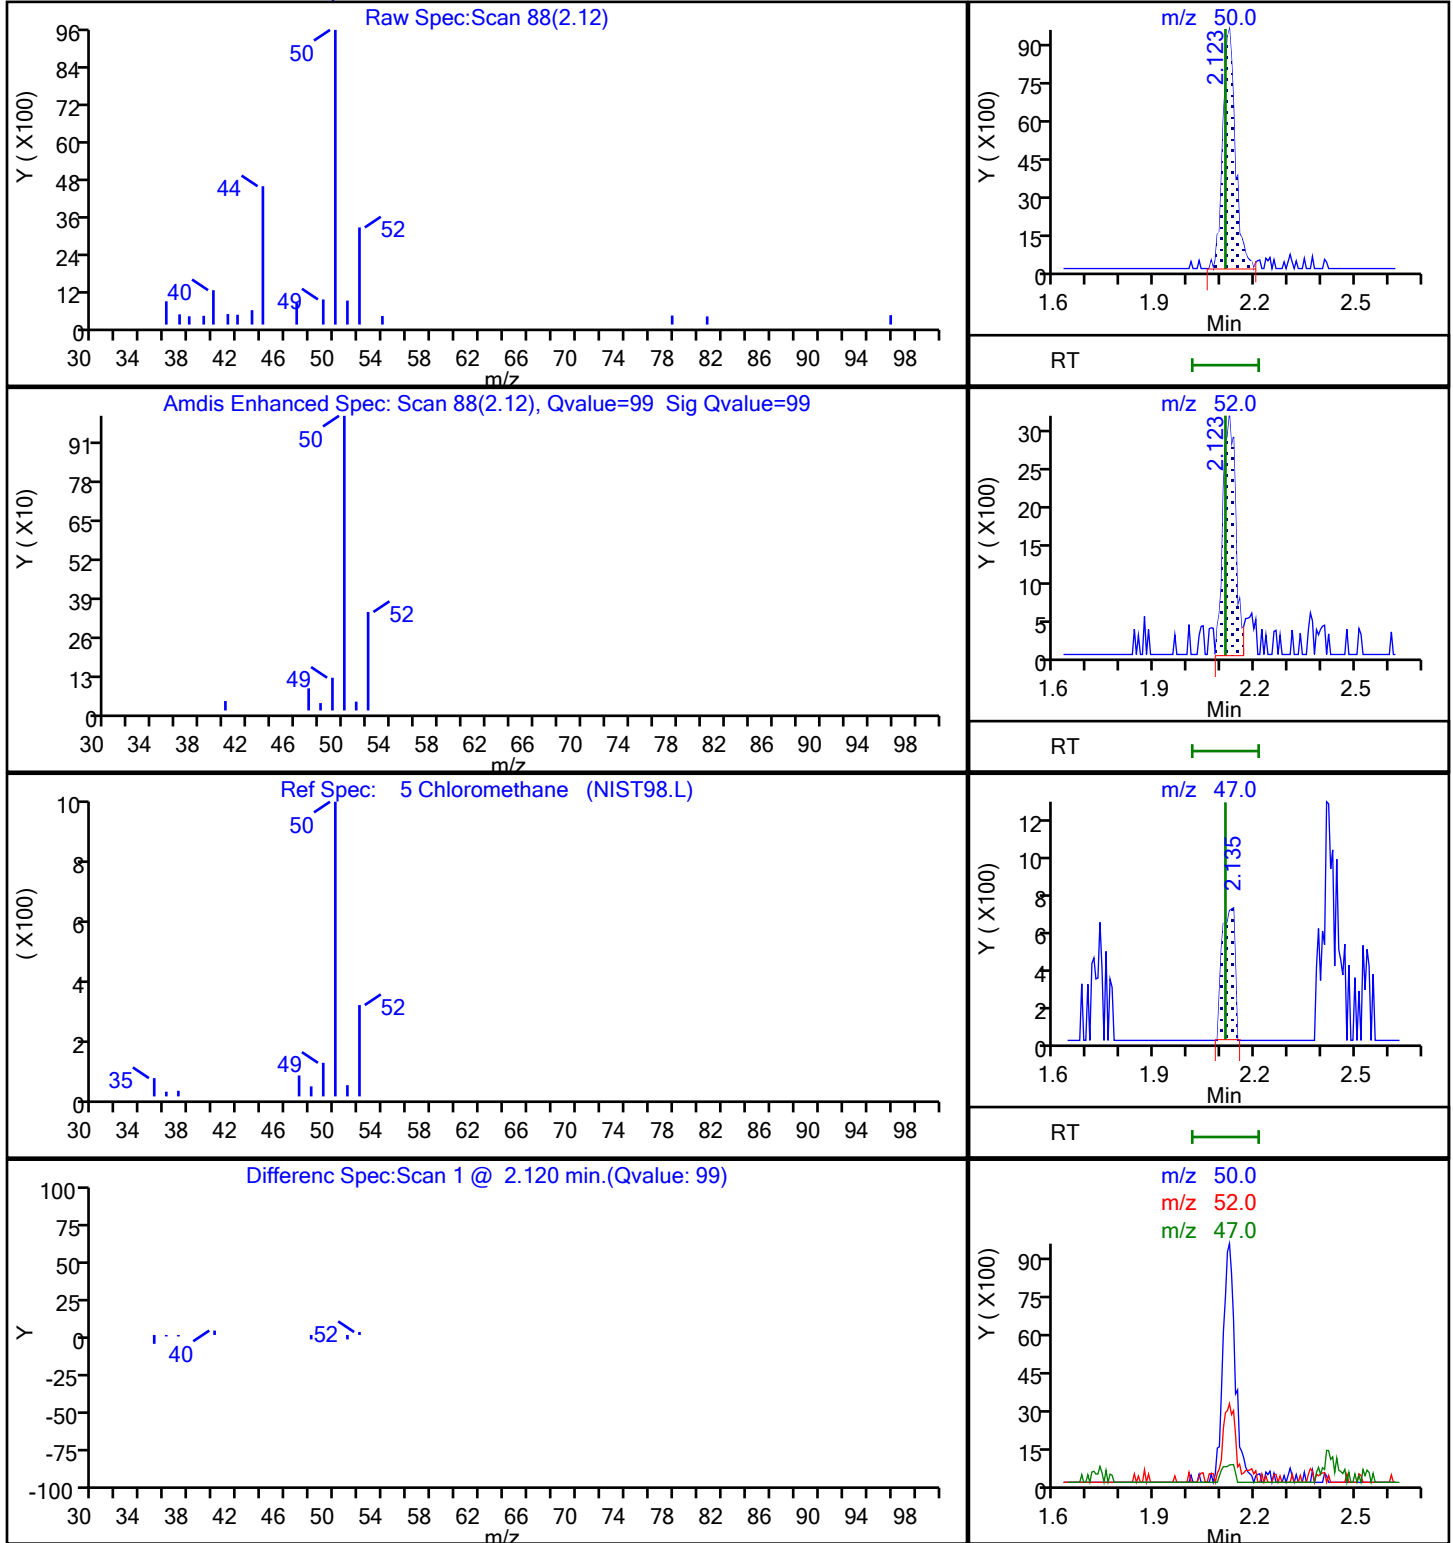 Raw Spec:Scan 88(2.12)
96
84
72
60
48
36
24
12
0
Y ( X100)
50
44
52
40
49
30 34 38 42 46 50 54 58 62 66 70 74 78 82 86 90 94 98
m/z
m/z 50.0
90
75
60
45
30
15
0
Y ( X100)
2.123
1.6 1.9 2.2 2.5
Min
RT
Amdis Enhanced Spec: Scan 88(2.12), Qvalue=99 Sig Qvalue=99
91
78
65
52
39
26
13
0
Y ( X10)
50
52
49
30 34 38 42 46 50 54 58 62 66 70 74 78 82 86 90 94 98
m/z
m/z 52.0
30
25
20
15
10
5
0
Y ( X100)
2.123
1.6 1.9 2.2 2.5
Min
RT
Ref Spec: 5 Chloromethane (NIST98.L)
10
8
6
4
2
0
( X100)
50
52
49
35
30 34 38 42 46 50 54 58 62 66 70 74 78 82 86 90 94 98
m/z
m/z 47.0
12
10
8
6
4
2
0
Y ( X100)
2.135
1.6 1.9 2.2 2.5
Min
RT
Differenc Spec:Scan 1 @ 2.120 min.(Qvalue: 99)
100
75
50
25
0
-25
-50
-75
-100
Y
40
52
30 34 38 42 46 50 54 58 62 66 70 74 78 82 86 90 94 98
m/z
m/z 50.0
m/z 52.0
m/z 47.0
90
75
60
45
30
15
0
Y ( X100)
1.6 1.9 2.2 2.5
Min